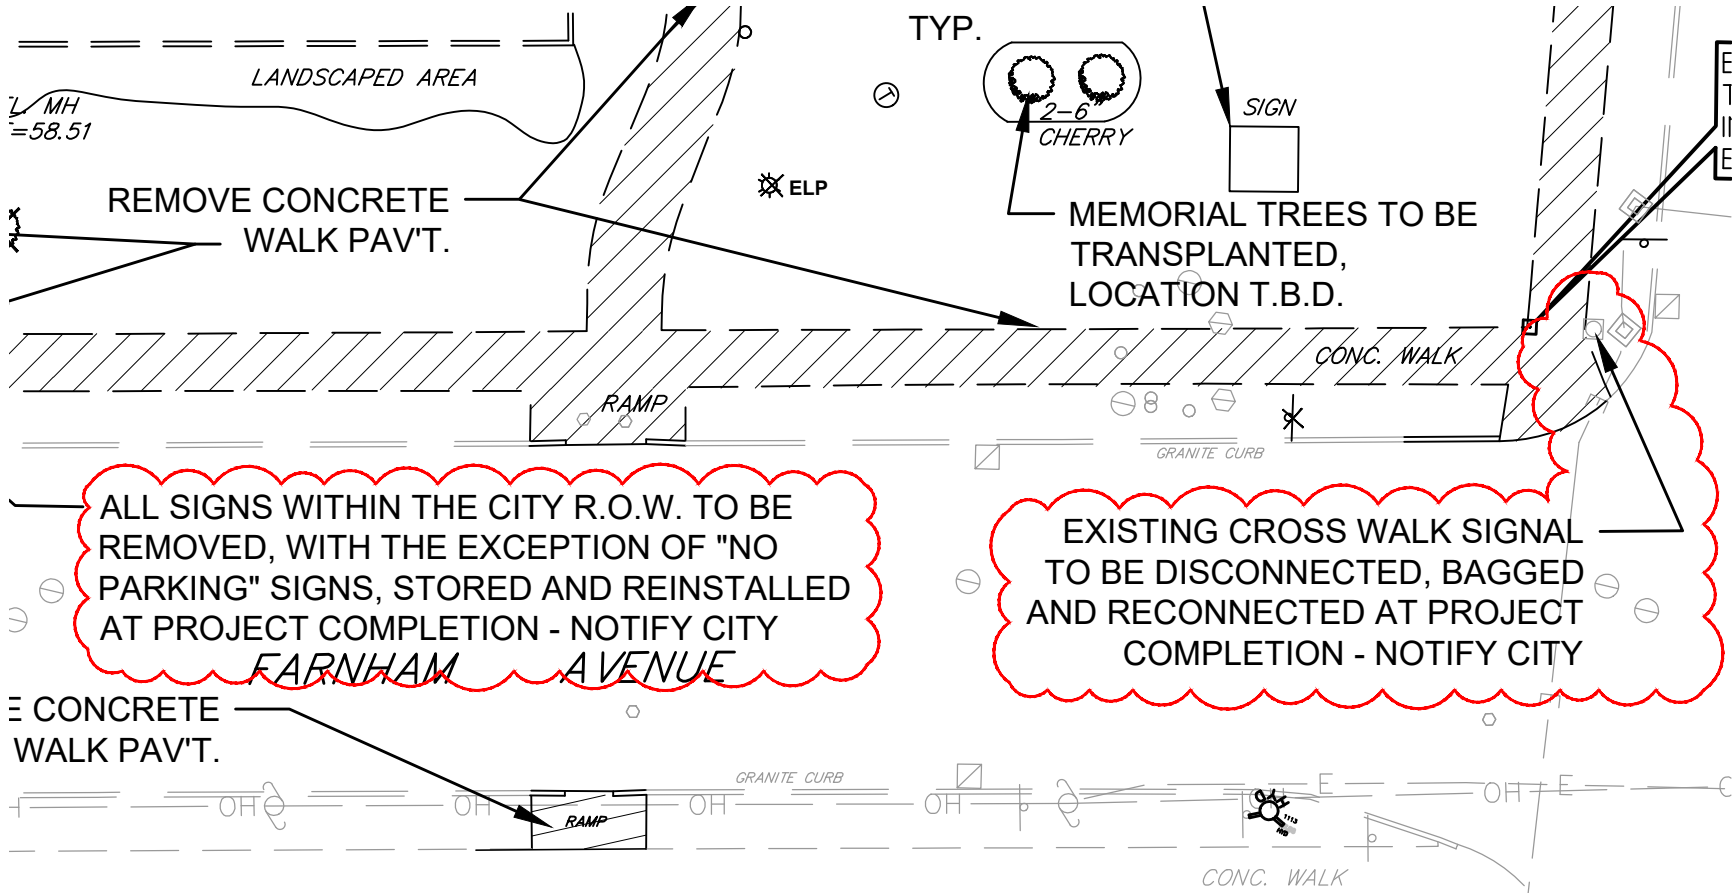 TYP.
LANDSCAPED AREA
MH
=58.51
2-6"
CHERRY
SIGN
ELP
REMOVE CONCRETE
WALK PAV'T.
MEMORIAL TREES TO BE
TRANSPLANTED,
LOCATION T.B.D.
CONC. WALK
RAMP
GRANITE CURB
ALL SIGNS WITHIN THE CITY R.O.W. TO BE
REMOVED, WITH THE EXCEPTION OF "NO
PARKING" SIGNS, STORED AND REINSTALLED
AT PROJECT COMPLETION - NOTIFY CITY
EXISTING CROSS WALK SIGNAL
TO BE DISCONNECTED, BAGGED
AND RECONNECTED AT PROJECT
COMPLETION - NOTIFY CITY
FARNHAM AVENUE
E CONCRETE
WALK PAV'T.
GRANITE CURB
OH OH OH OH E OH E
RAMP
HYD
1113
CONC. WALK